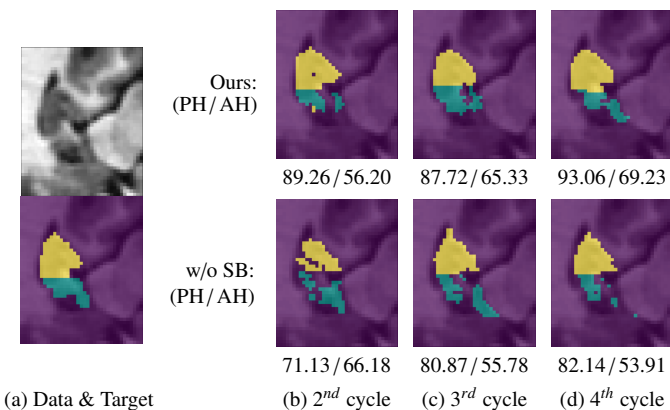 Ours:
(PH/AH)
89.26/56.20 87.72/65.33 93.06/69.23
w/o SB:
(PH/AH)
71.13/66.18 80.87/55.78 82.14/53.91
(a) Data & Target (b) 2nd cycle (c) 3rd cycle (d) 4th cycle